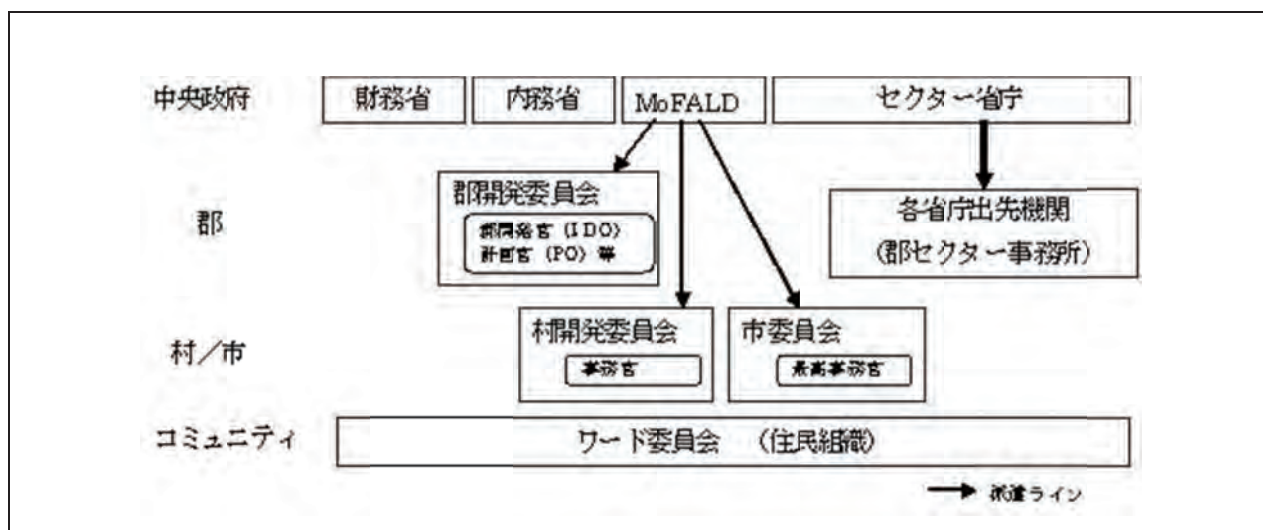 中央政府 財務省 内務省 MoFALD セクター省庁
郡
郡開発委員会
計画官 (PO) 等
各省庁出先機関
(郡セクター事務所)
村／市
村開発委員会
事務官
市委員会
最高事務官
コミュニティ ワード委員会 (住民組織)
派遣ライン